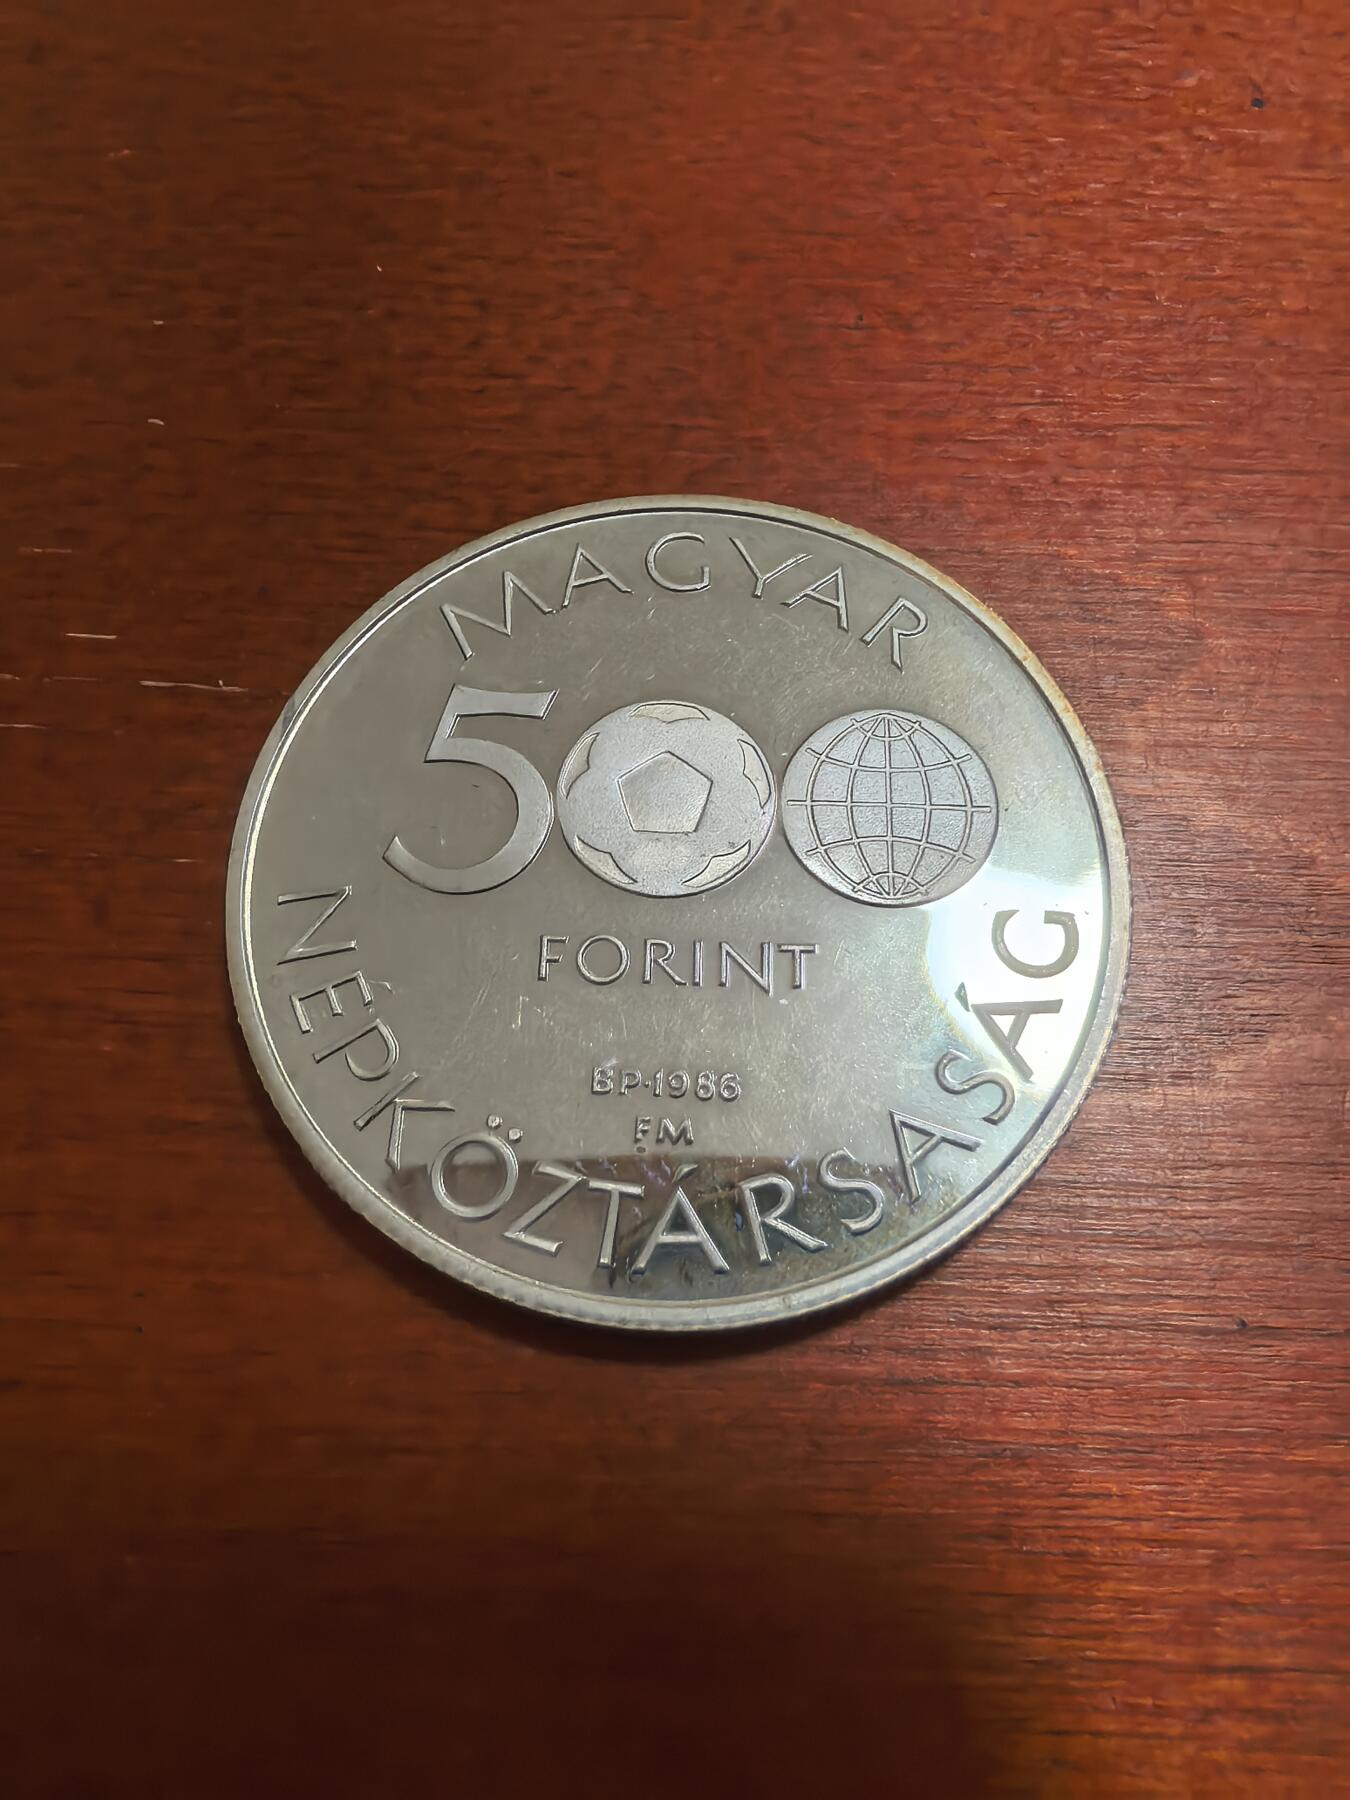 MAGYAR
500
FORINT
BP·1986
FM
NÉPKÖZTÁRSASÁG